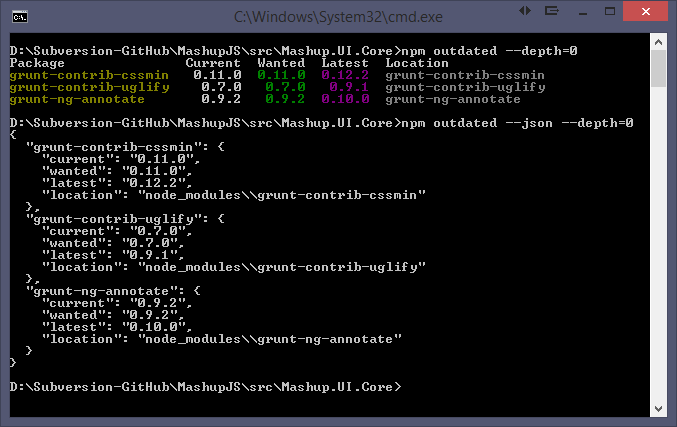 C:\Windows\System32\cmd.exe
D:\Subversion-GitHub\MashupJS\src\Mashup.UI.Core>npm outdated --depth=0
Package Current Wanted Latest Location
grunt-contrib-cssmin 0.11.0 0.11.0 0.12.2 grunt-contrib-cssmin
grunt-contrib-uglify 0.7.0 0.7.0 0.9.1 grunt-contrib-uglify
grunt-ng-annotate 0.9.2 0.9.2 0.10.0 grunt-ng-annotate
D:\Subversion-GitHub\MashupJS\src\Mashup.UI.Core>npm outdated --json --depth=0
{
  "grunt-contrib-cssmin": {
    "current": "0.11.0",
    "wanted": "0.11.0",
    "latest": "0.12.2",
    "location": "node_modules\\grunt-contrib-cssmin"
  },
  "grunt-contrib-uglify": {
    "current": "0.7.0",
    "wanted": "0.7.0",
    "latest": "0.9.1",
    "location": "node_modules\\grunt-contrib-uglify"
  },
  "grunt-ng-annotate": {
    "current": "0.9.2",
    "wanted": "0.9.2",
    "latest": "0.10.0",
    "location": "node_modules\\grunt-ng-annotate"
  }
}
D:\Subversion-GitHub\MashupJS\src\Mashup.UI.Core>